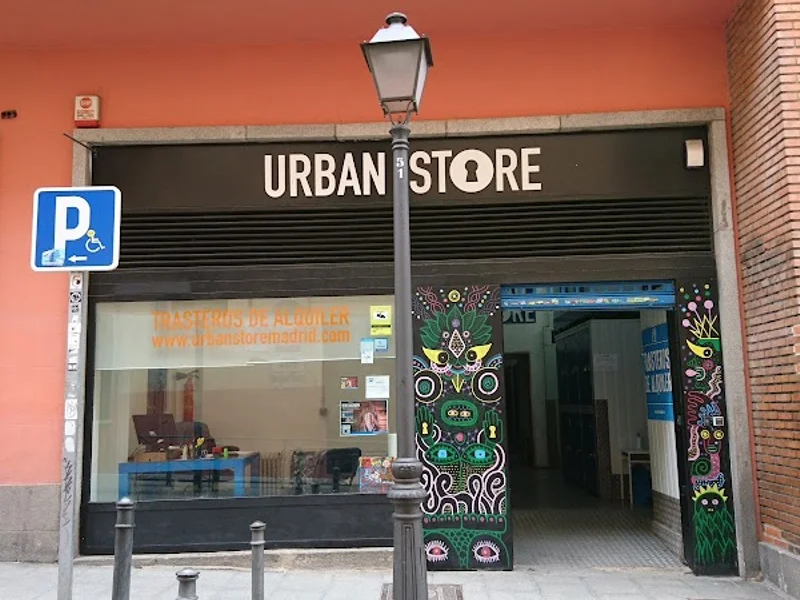 URBAN STORE
51
P
TRASTEROS DE ALQUILER
www.urbanstoremadrid.com
TRASTEROS
DE ALQUILER